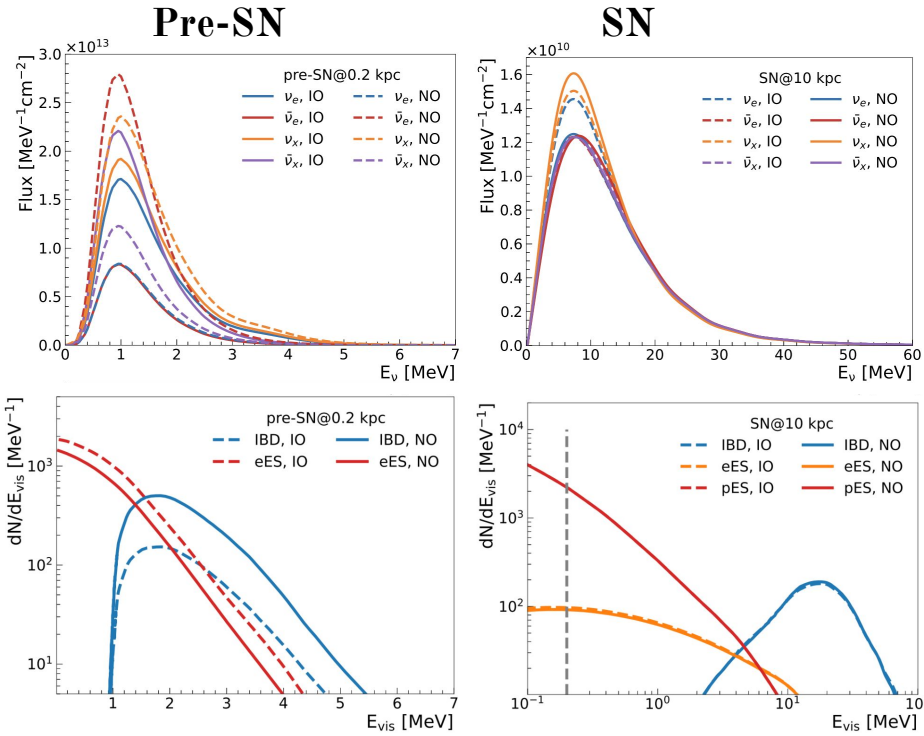 Pre-SN
SN
×10¹³
Flux [MeV⁻¹cm⁻²]
3.0
2.5
2.0
1.5
1.0
0.5
0.0
pre-SN@0.2 kpc
νₑ, IO νₑ, NO
ν̄ₑ, IO ν̄ₑ, NO
νₓ, IO νₓ, NO
ν̄ₓ, IO ν̄ₓ, NO
0 1 2 3 4 5 6 7
E_ν [MeV]
×10¹⁰
Flux [MeV⁻¹cm⁻²]
1.6
1.4
1.2
1.0
0.8
0.6
0.4
0.2
0.0
SN@10 kpc
νₑ, IO νₑ, NO
ν̄ₑ, IO ν̄ₑ, NO
νₓ, IO νₓ, NO
ν̄ₓ, IO ν̄ₓ, NO
0 10 20 30 40 50 60
E_ν [MeV]
dN/dE_vis [MeV⁻¹]
10³
10²
10¹
pre-SN@0.2 kpc
IBD, IO IBD, NO
eES, IO eES, NO
1 2 3 4 5 6 7
E_vis [MeV]
dN/dE_vis [MeV⁻¹]
10⁴
10³
10²
10¹
SN@10 kpc
IBD, IO IBD, NO
eES, IO eES, NO
pES, IO pES, NO
10⁻¹ 10⁰ 10¹ 100
E_vis [MeV]